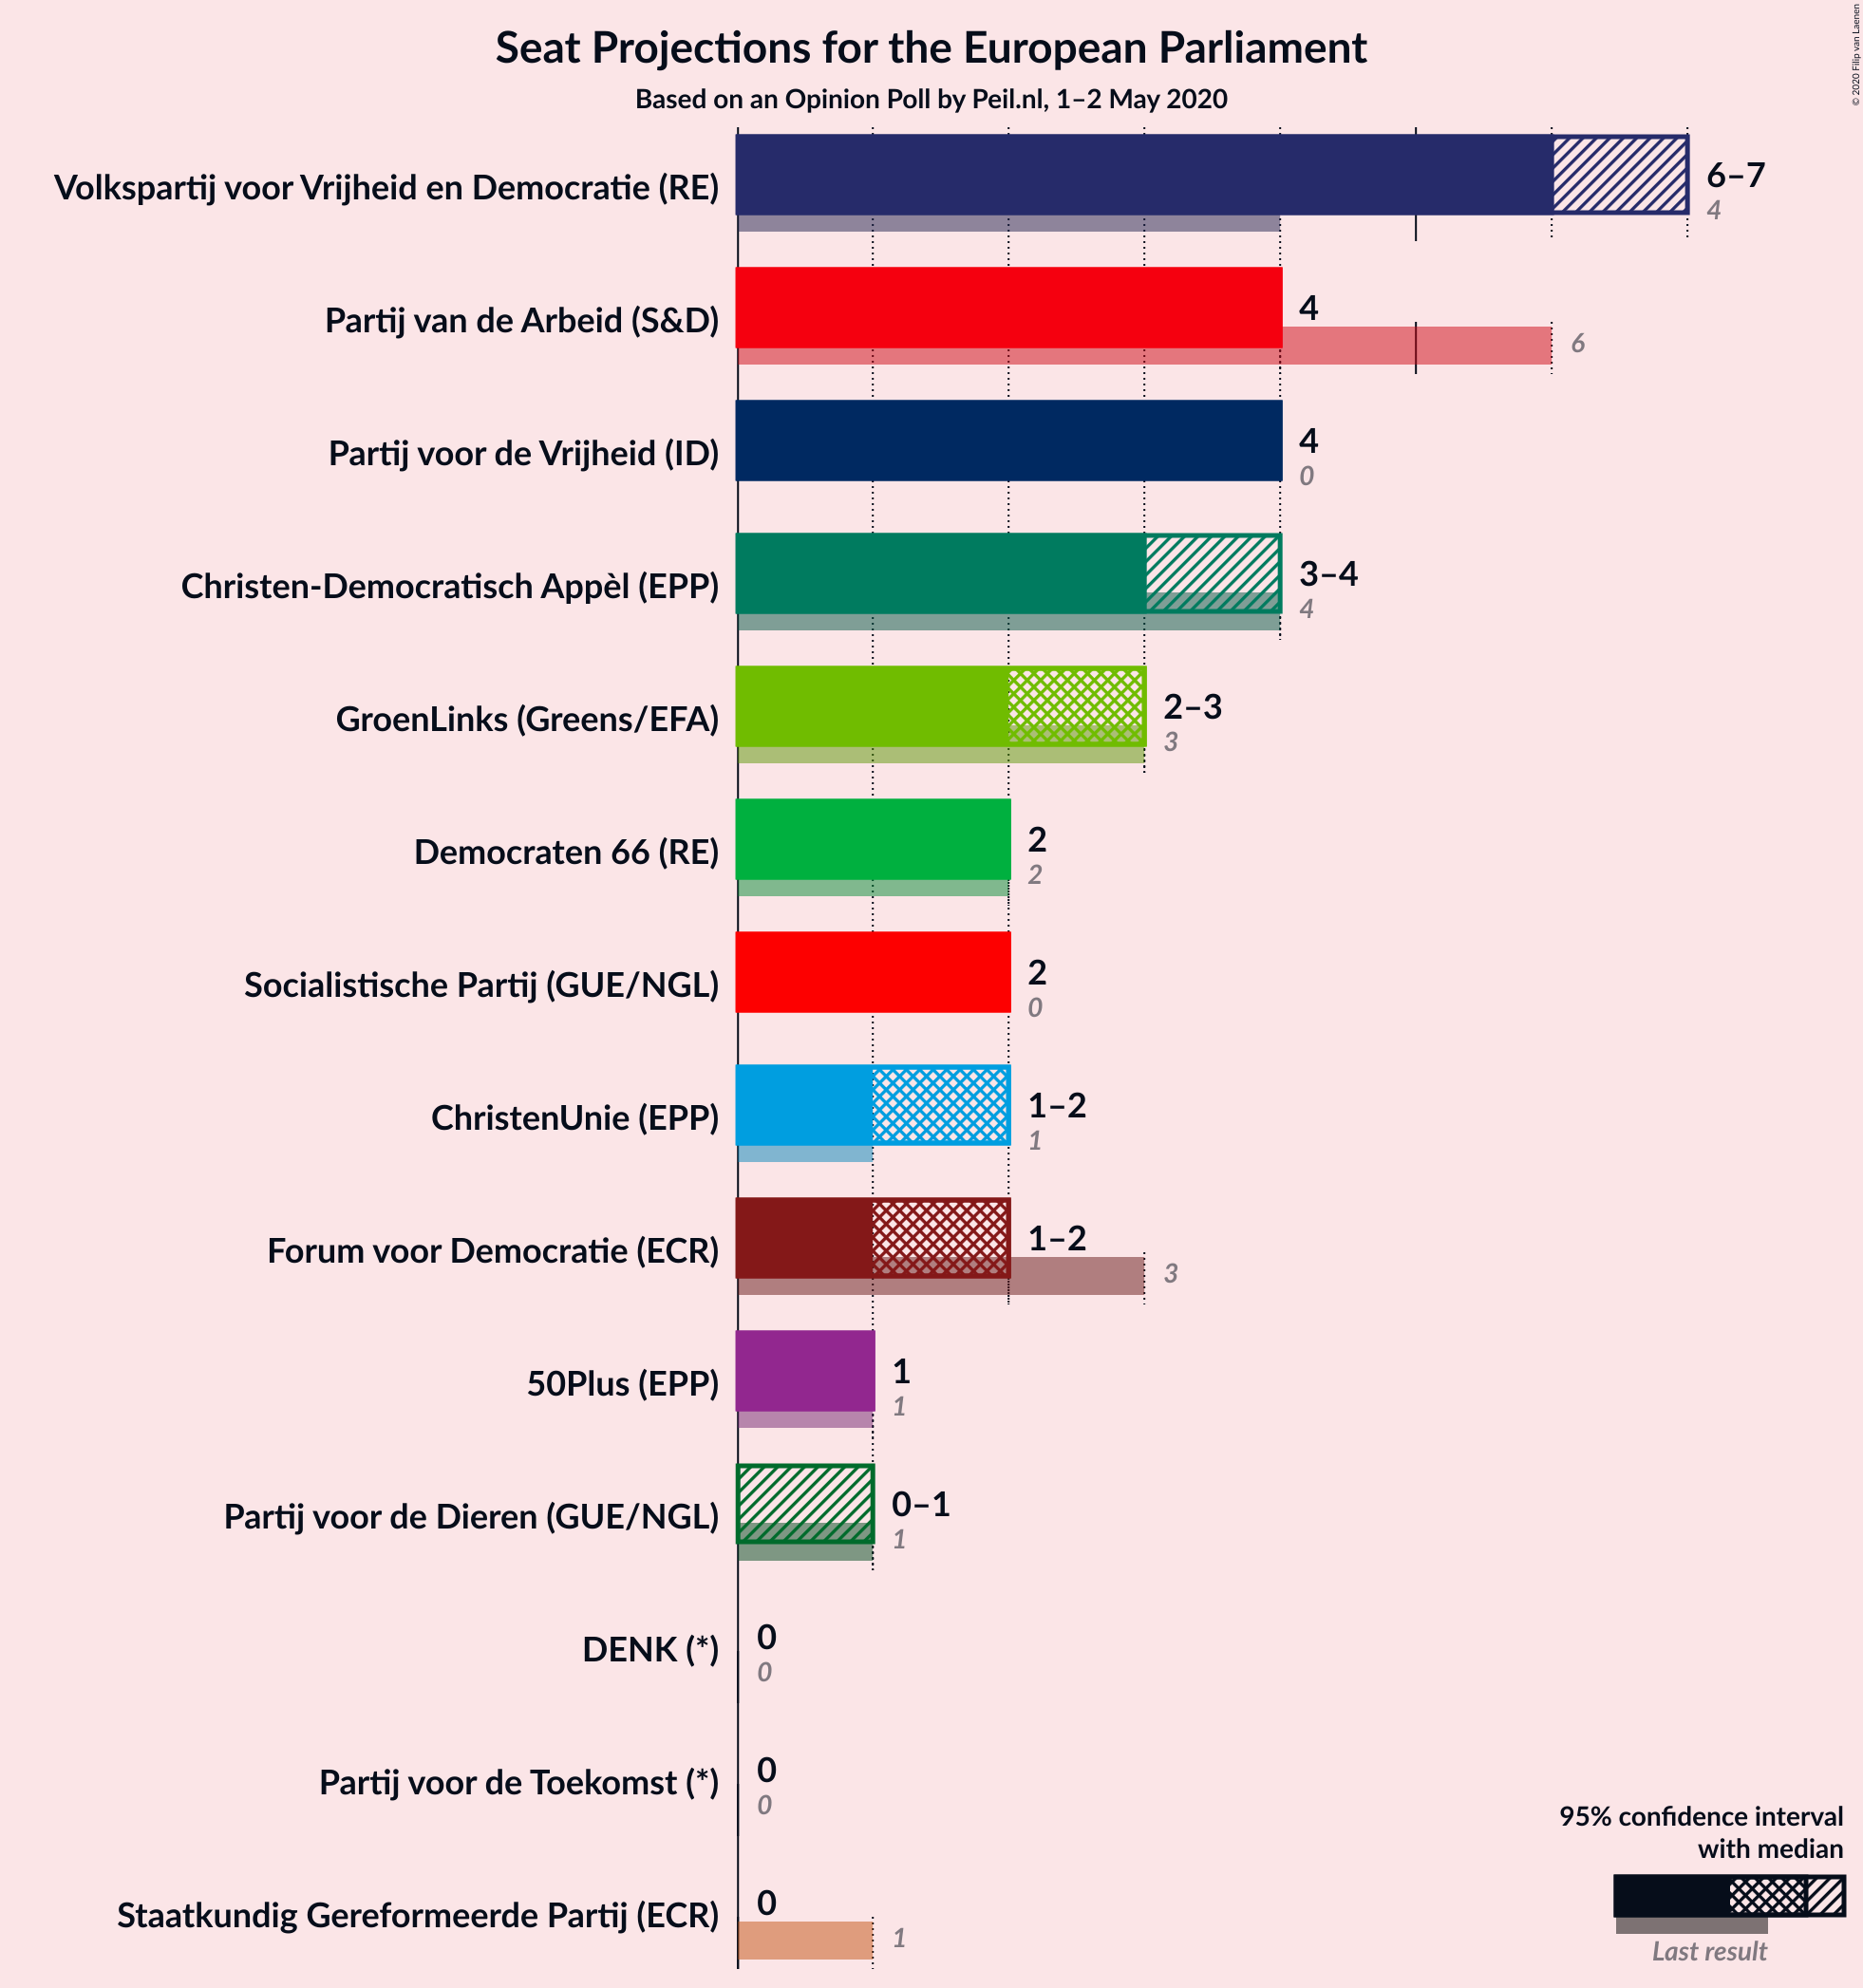 Seat Projections for the European Parliament
Based on an Opinion Poll by Peil.nl, 1–2 May 2020
© 2020 Filip van Laenen
Volkspartij voor Vrijheid en Democratie (RE)
6–7
4
Partij van de Arbeid (S&D)
4
6
Partij voor de Vrijheid (ID)
4
0
Christen-Democratisch Appèl (EPP)
3–4
4
GroenLinks (Greens/EFA)
2–3
3
Democraten 66 (RE)
2
2
Socialistische Partij (GUE/NGL)
2
0
ChristenUnie (EPP)
1–2
1
Forum voor Democratie (ECR)
1–2
3
50Plus (EPP)
1
1
Partij voor de Dieren (GUE/NGL)
0–1
1
DENK (*)
0
0
Partij voor de Toekomst (*)
0
0
Staatkundig Gereformeerde Partij (ECR)
0
1
95% confidence interval
with median
Last result